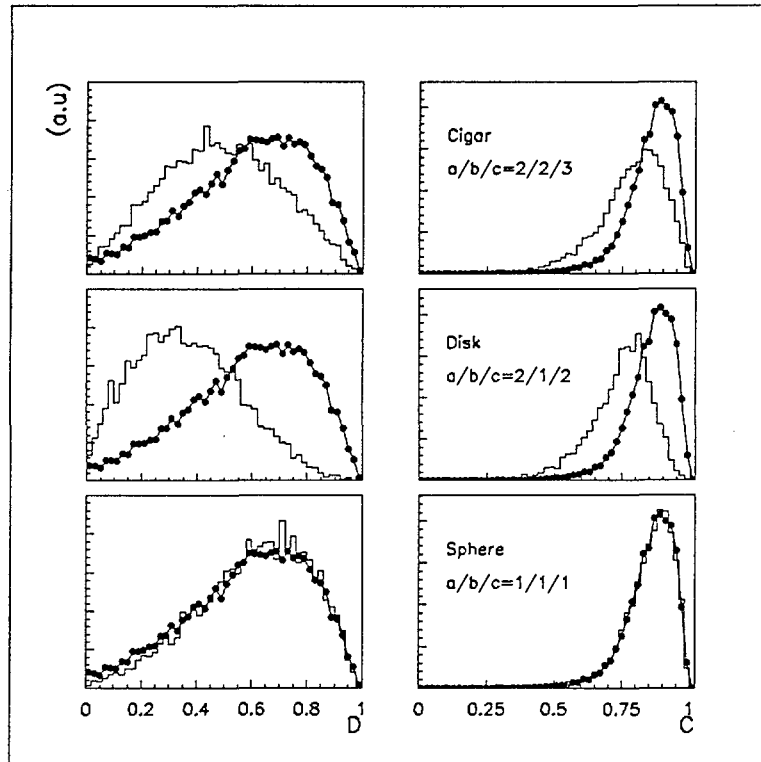 (a.u)
Cigar
a/b/c=2/2/3
Disk
a/b/c=2/1/2
Sphere
a/b/c=1/1/1
0 0.2 0.4 0.6 0.8 1
D
0 0.25 0.5 0.75 1
C